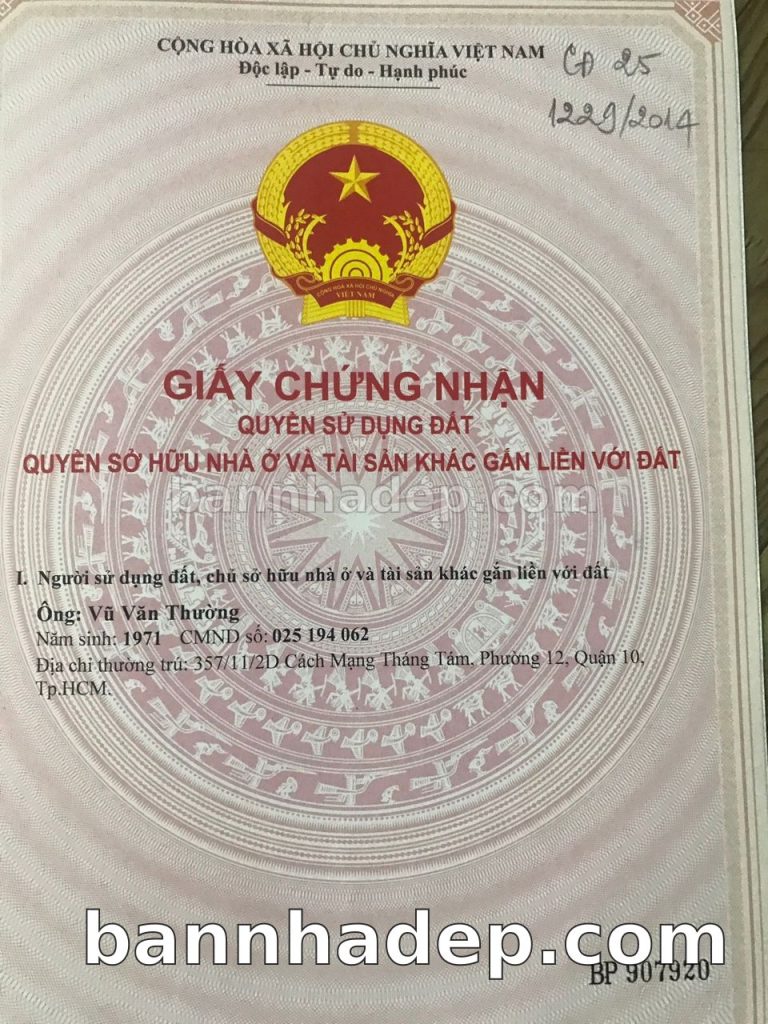 CỘNG HÒA XÃ HỘI CHỦ NGHĨA VIỆT NAM
Độc lập - Tự do - Hạnh phúc
CĐ 25
1229/2014
CỘNG HÒA XÃ HỘI CHỦ NGHĨA
VIỆT NAM
GIẤY CHỨNG NHẬN
QUYỀN SỬ DỤNG ĐẤT
QUYỀN SỞ HỮU NHÀ Ở VÀ TÀI SẢN KHÁC GẮN LIỀN VỚI ĐẤT
bannhadep.com
I. Người sử dụng đất, chủ sở hữu nhà ở và tài sản khác gắn liền với đất
Ông: Vũ Văn Thường
Năm sinh: 1971 CMND số: 025 194 062
Địa chỉ thường trú: 357/11/2D Cách Mạng Tháng Tám, Phường 12, Quận 10,
Tp.HCM.
bannhadep.com
BP 907920